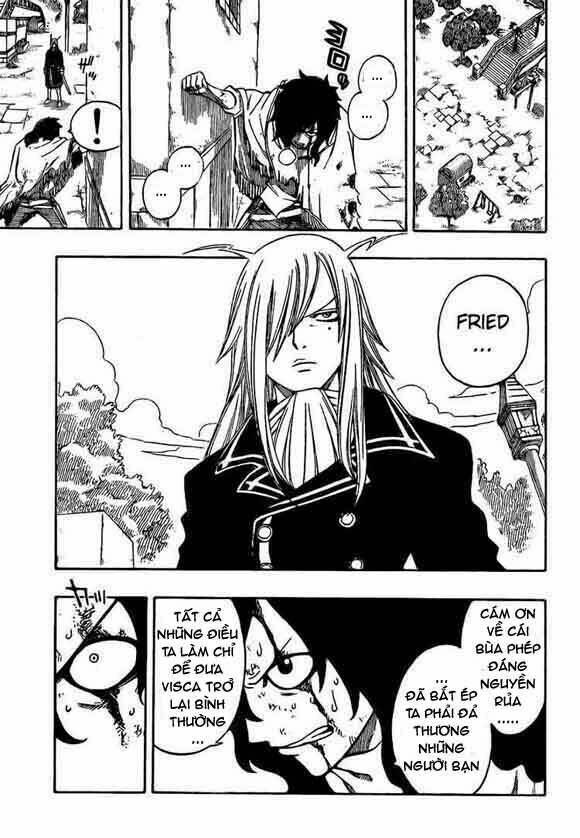 ...
...
...
!
FRIED
...
CÁM ƠN
VỀ CÁI
BÙA PHÉP
ĐÁNG
NGUYỀN
RỦA
......
...
ĐÃ BẮT ÉP
TA PHẢI ĐẢ
THƯƠNG
NHỮNG
NGƯỜI BẠN
TẤT CẢ
NHỮNG ĐIỀU
TA LÀM CHỈ
ĐỂ ĐƯA
VISCA TRỞ
LẠI BÌNH
THƯỜNG
...